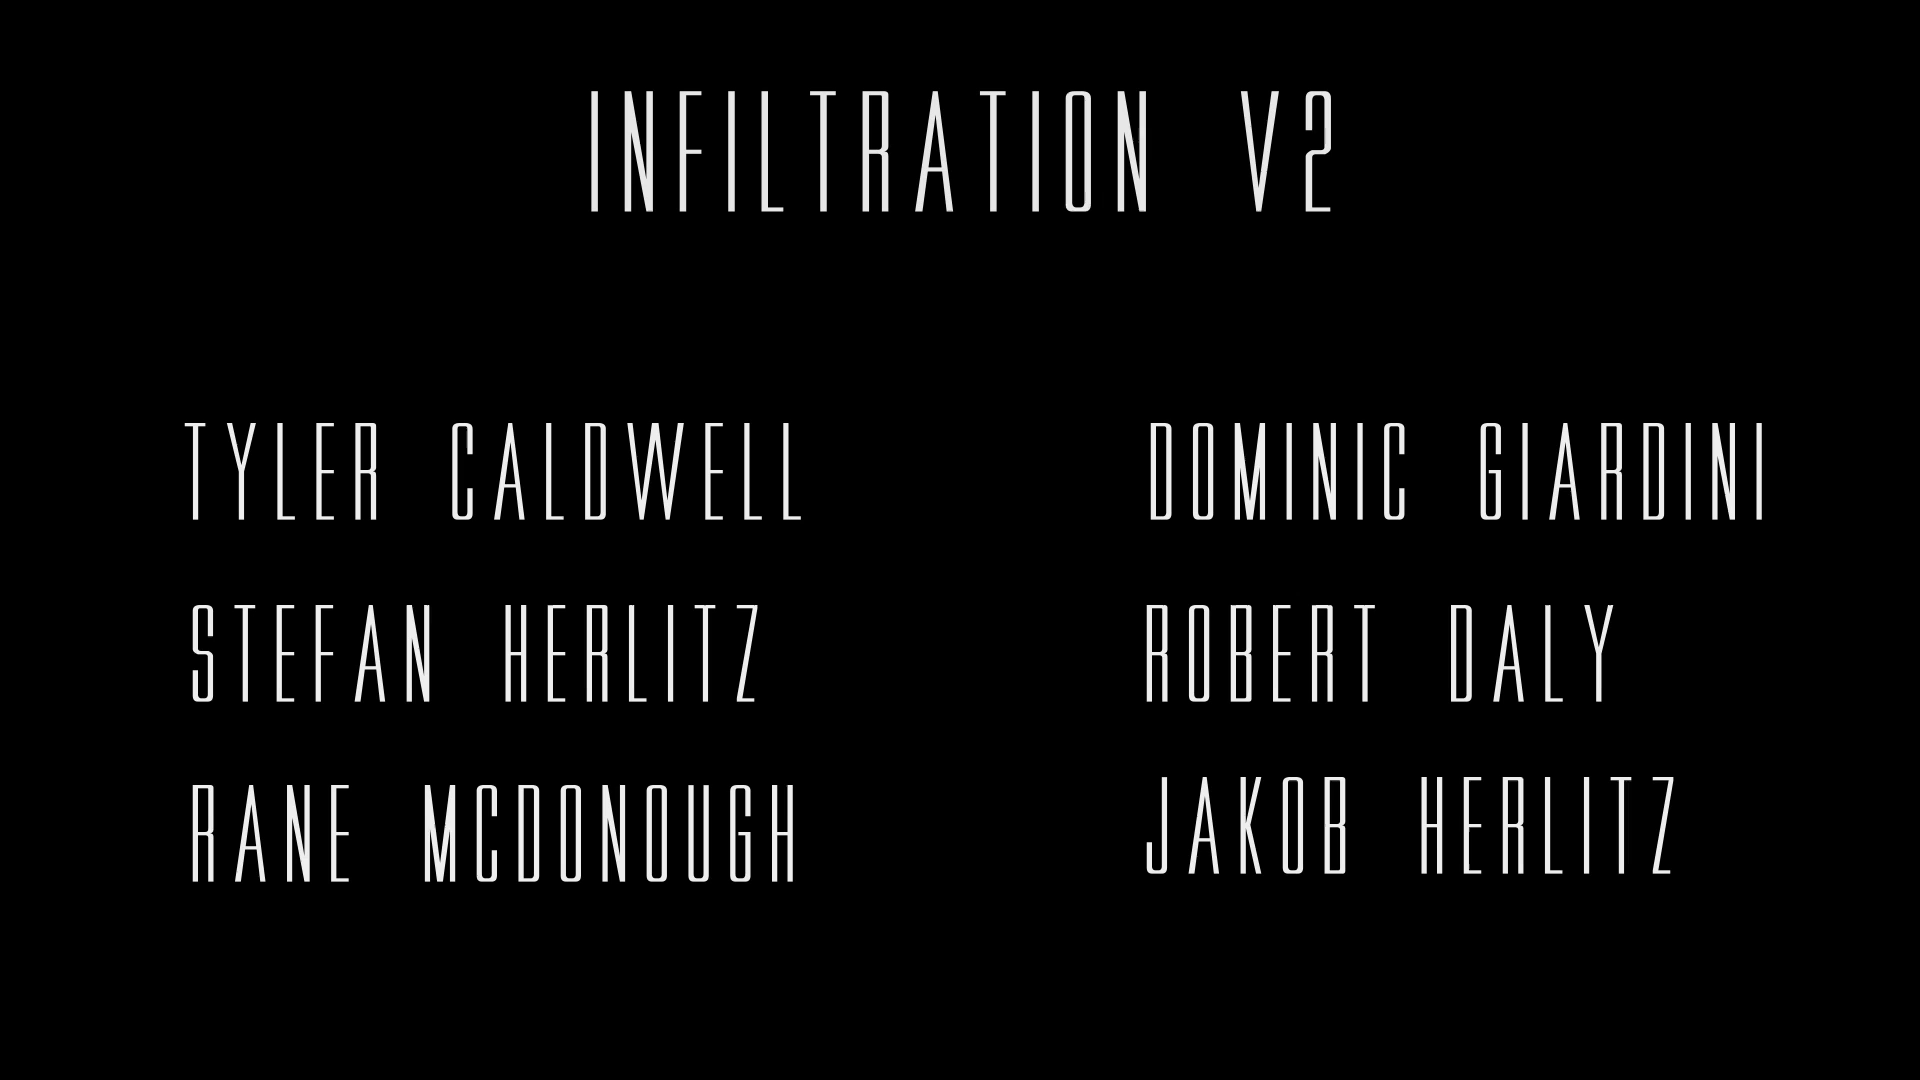 INFILTRATION V2
TYLER CALDWELL
DOMINIC GIARDINI
STEFAN HERLITZ
ROBERT DALY
RANE MCDONOUGH
JAKOB HERLITZ